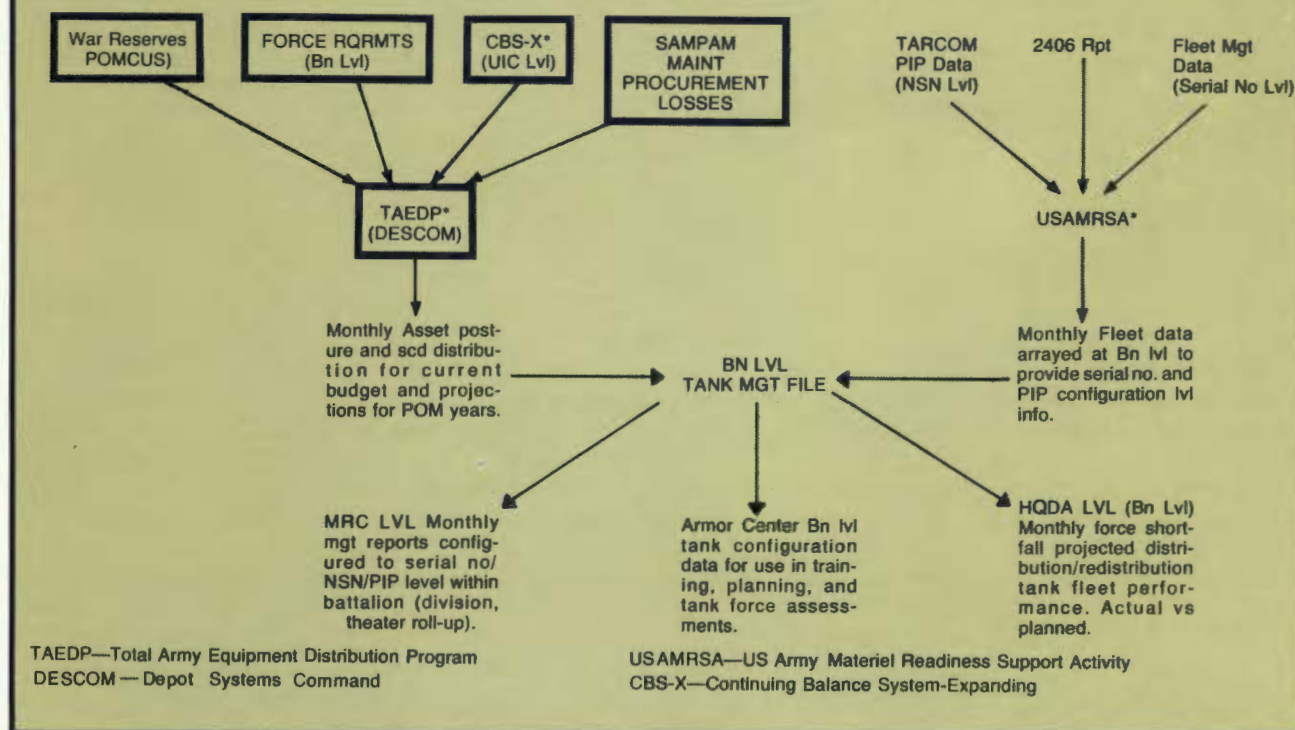 War Reserves
POMCUS)
FORCE RQRMTS
(Bn Lvl)
CBS-X*
(UIC Lvl)
SAMPAM
MAINT
PROCUREMENT
LOSSES
TARCOM
PIP Data
(NSN Lvl)
2406 Rpt
Fleet Mgt
Data
(Serial No Lvl)
TAEDP*
(DESCOM)
USAMRSA*
Monthly Asset post-
ure and scd distribu-
tion for current
budget and projec-
tions for POM years.
BN LVL
TANK MGT FILE
Monthly Fleet data
arrayed at Bn lvl to
provide serial no. and
PIP configuration lvl
info.
MRC LVL Monthly
mgt reports config-
ured to serial no/
NSN/PIP level within
battalion (division,
theater roll-up).
Armor Center Bn lvl
tank configuration
data for use in train-
ing, planning, and
tank force assess-
ments.
HQDA LVL (Bn Lvl)
Monthly force short-
fall projected distri-
bution/redistribution
tank fleet perfor-
mance. Actual vs
planned.
TAEDP—Total Army Equipment Distribution Program
DESCOM — Depot Systems Command
USAMRSA—US Army Materiel Readiness Support Activity
CBS-X—Continuing Balance System-Expanding